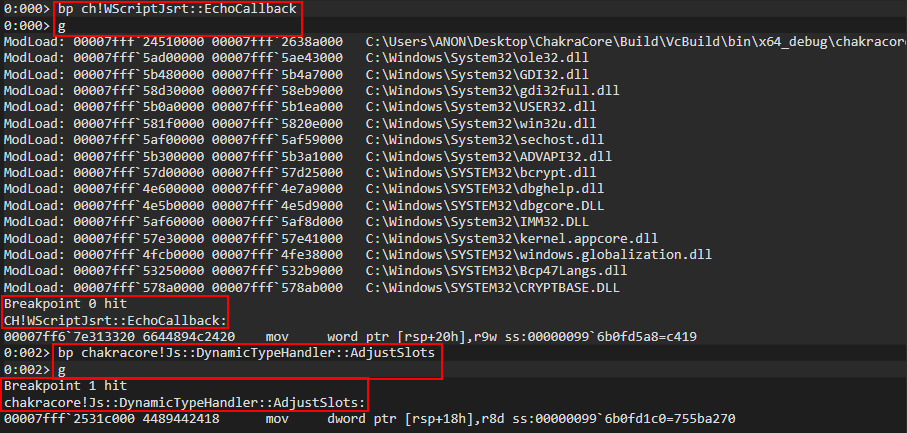 0:000> bp ch!WScriptJsrt::EchoCallback
0:000> g
ModLoad: 00007fff`24510000 00007fff`2638a000   C:\Users\ANON\Desktop\ChakraCore\Build\VcBuild\bin\x64_debug\chakracore
ModLoad: 00007fff`5ad00000 00007fff`5ae43000   C:\Windows\System32\ole32.dll
ModLoad: 00007fff`5b480000 00007fff`5b4a7000   C:\Windows\System32\GDI32.dll
ModLoad: 00007fff`58d30000 00007fff`58eb9000   C:\Windows\System32\gdi32full.dll
ModLoad: 00007fff`5b0a0000 00007fff`5b1ea000   C:\Windows\System32\USER32.dll
ModLoad: 00007fff`581f0000 00007fff`5820e000   C:\Windows\System32\win32u.dll
ModLoad: 00007fff`5af00000 00007fff`5af59000   C:\Windows\System32\sechost.dll
ModLoad: 00007fff`5b300000 00007fff`5b3a1000   C:\Windows\System32\ADVAPI32.dll
ModLoad: 00007fff`57d00000 00007fff`57d25000   C:\Windows\SYSTEM32\bcrypt.dll
ModLoad: 00007fff`4e600000 00007fff`4e7a9000   C:\Windows\SYSTEM32\dbghelp.dll
ModLoad: 00007fff`4e5b0000 00007fff`4e5d9000   C:\Windows\SYSTEM32\dbgcore.DLL
ModLoad: 00007fff`5af60000 00007fff`5af8d000   C:\Windows\System32\IMM32.DLL
ModLoad: 00007fff`57e30000 00007fff`57e41000   C:\Windows\System32\kernel.appcore.dll
ModLoad: 00007fff`4fcb0000 00007fff`4fe38000   C:\Windows\SYSTEM32\windows.globalization.dll
ModLoad: 00007fff`53250000 00007fff`532b9000   C:\Windows\SYSTEM32\Bcp47Langs.dll
ModLoad: 00007fff`578a0000 00007fff`578ab000   C:\Windows\SYSTEM32\CRYPTBASE.DLL
Breakpoint 0 hit
CH!WScriptJsrt::EchoCallback:
00007ff6`7e313320 6644894c2420    mov     word ptr [rsp+20h],r9w ss:00000099`6b0fd5a8=c419
0:002> bp chakracore!Js::DynamicTypeHandler::AdjustSlots
0:002> g
Breakpoint 1 hit
chakracore!Js::DynamicTypeHandler::AdjustSlots:
00007fff`2531c000 4489442418      mov     dword ptr [rsp+18h],r8d ss:00000099`6b0fd1c0=755ba270